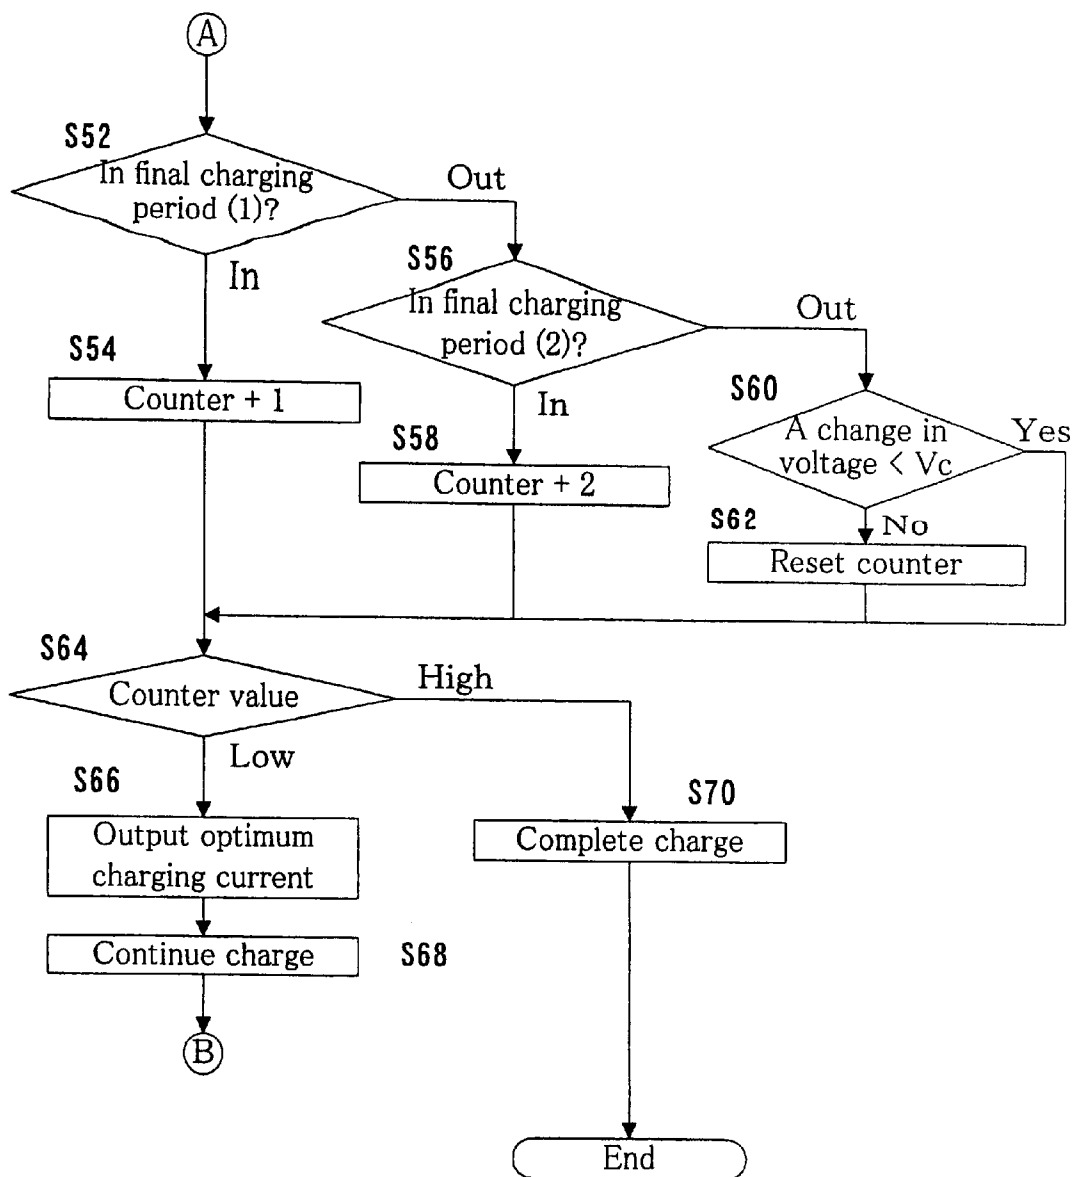 A
S52
In final charging
period (1)?
Out
In
S56
In final charging
period (2)?
Out
In
S54
Counter + 1
S58
Counter + 2
S60
A change in
voltage < Vc
Yes
No
S62
Reset counter
S64
Counter value
High
Low
S66
Output optimum
charging current
S70
Complete charge
Continue charge
S68
B
End